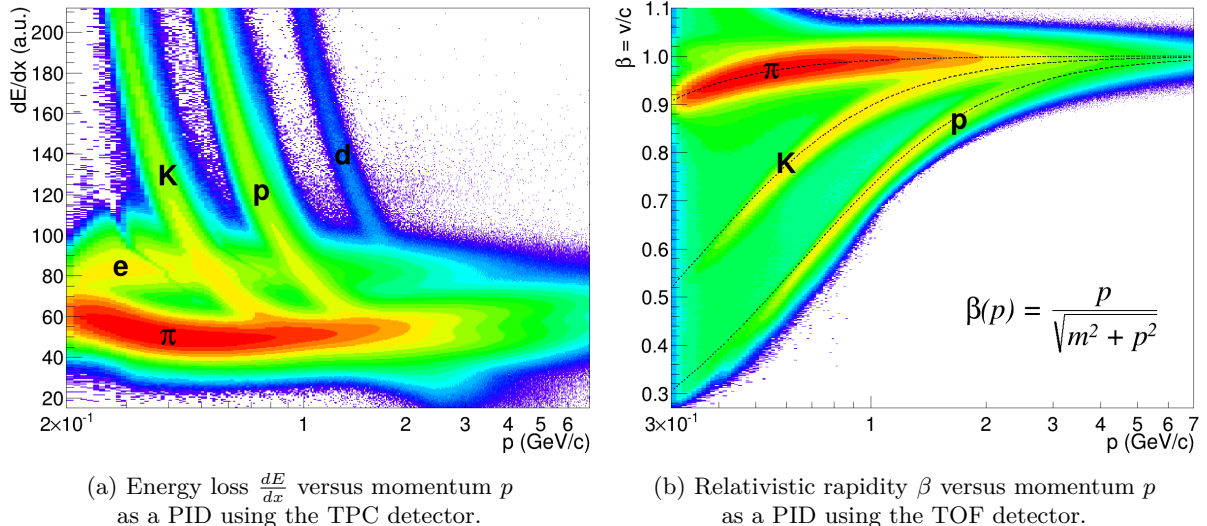 dE/dx (a.u.)
200
180
160
140
120
100
80
60
40
20
K
p
d
e
π
2×10⁻¹ 1 2 3 4 5 6
p (GeV/c)
β = v/c
1.1
1.0
0.9
0.8
0.7
0.6
0.5
0.4
0.3
π
K
p
β(p) = p / √(m² + p²)
3×10⁻¹ 1 2 3 4 5 6 7
p (GeV/c)
(a) Energy loss dE/dx versus momentum p
as a PID using the TPC detector.
(b) Relativistic rapidity β versus momentum p
as a PID using the TOF detector.